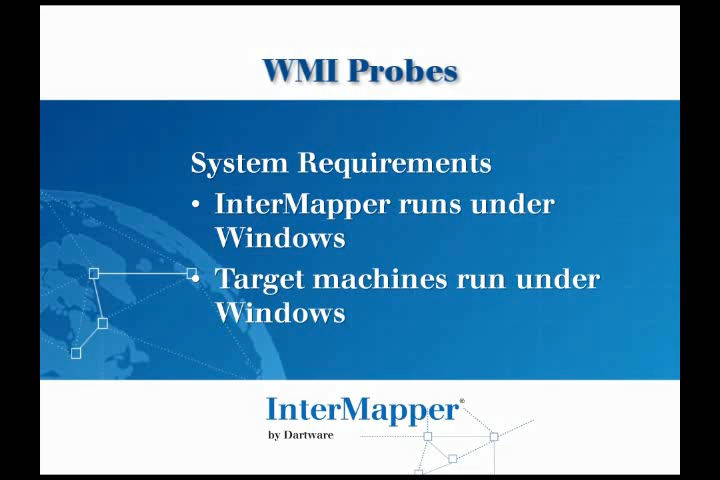 WMI Probes
System Requirements
• InterMapper runs under
Windows
• Target machines run under
Windows
InterMapper®
by Dartware